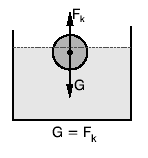 Fₖ
G
G = Fₖ